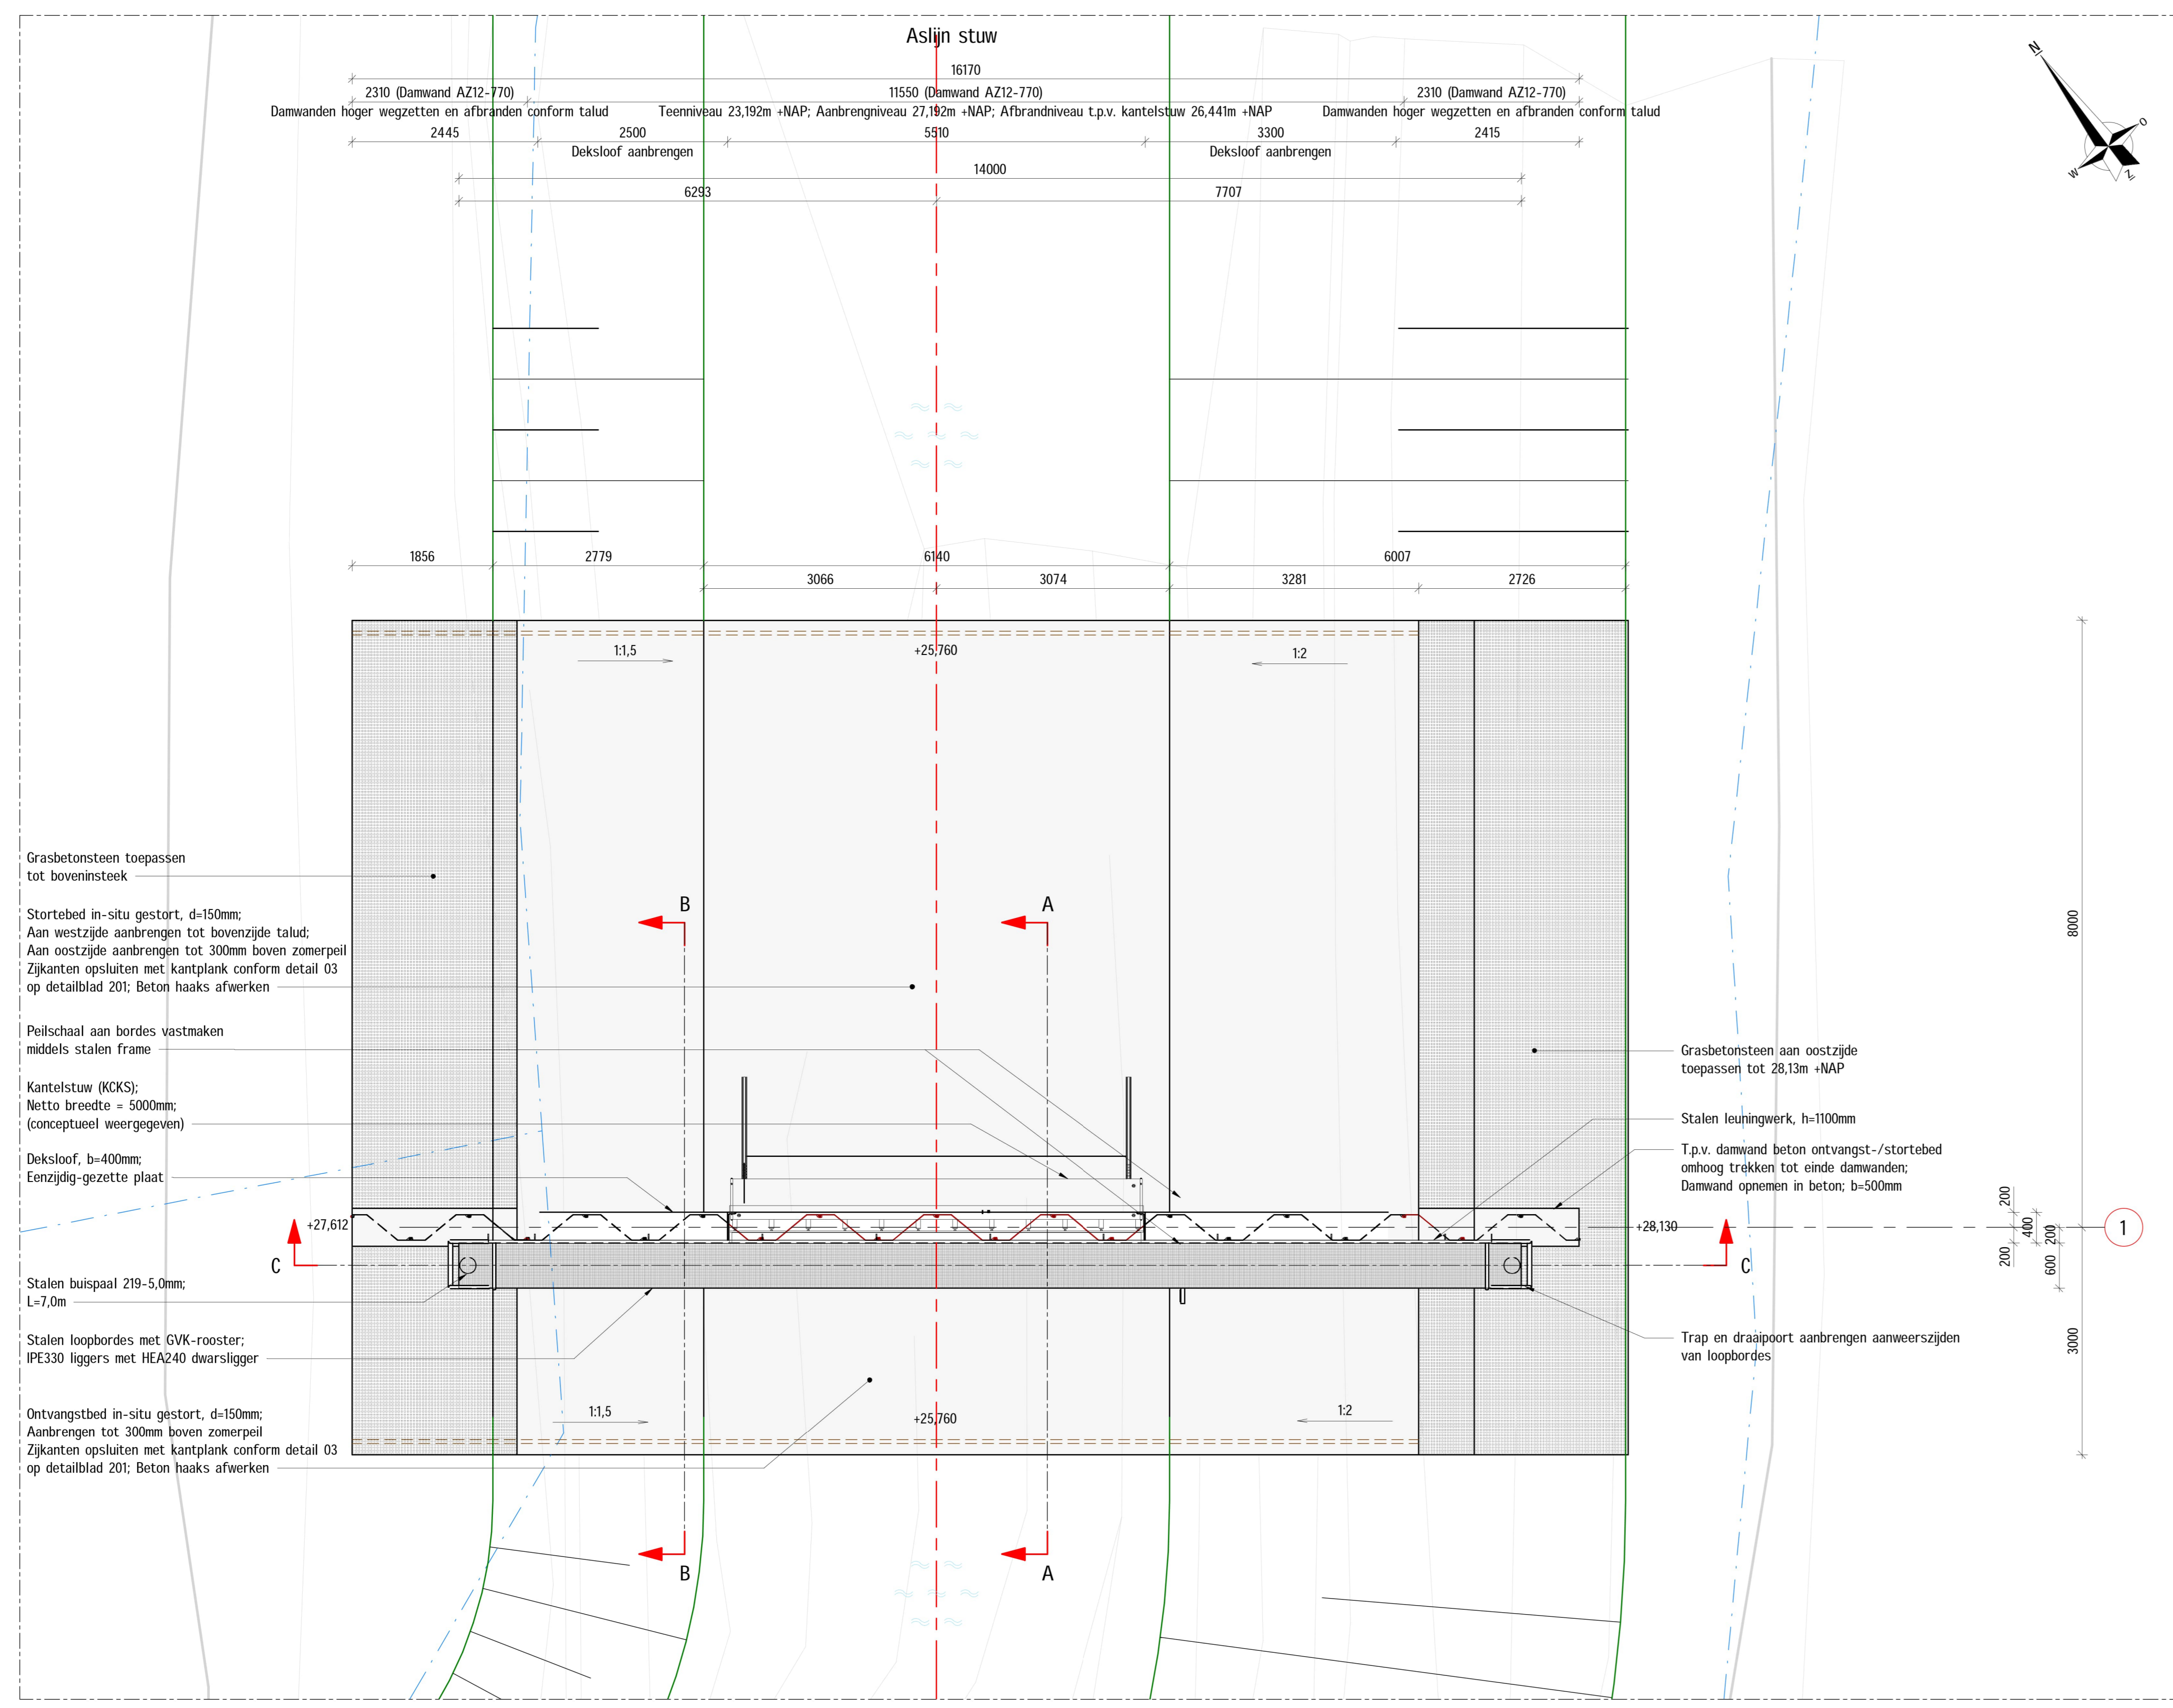 Aslijn stuw
N
O
W
Z
16170
2310 (Damwand AZ12-770)
11550 (Damwand AZ12-770)
2310 (Damwand AZ12-770)
Damwanden hoger wegzetten en afbranden conform talud
Teenniveau 23,192m +NAP; Aanbrengniveau 27,192m +NAP; Afbrandniveau t.p.v. kantelstuw 26,441m +NAP
Damwanden hoger wegzetten en afbranden conform talud
2445
2500
5510
3300
2415
Deksloof aanbrengen
Deksloof aanbrengen
14000
6293
7707
1856
2779
6140
6007
3066
3074
3281
2726
1:1,5
+25,760
1:2
Grasbetonsteen toepassen
tot boveninsteek
Stortebed in-situ gestort, d=150mm;
Aan westzijde aanbrengen tot bovenzijde talud;
Aan oostzijde aanbrengen tot 300mm boven zomerpeil
Zijkanten opsluiten met kantplank conform detail 03
op detailblad 201; Beton haaks afwerken
B
A
8000
Peilschaal aan bordes vastmaken
middels stalen frame
Kantelstuw (KCKS);
Netto breedte = 5000mm;
(conceptueel weergegeven)
Deksloof, b=400mm;
Eenzijdig-gezette plaat
Grasbetonsteen aan oostzijde
toepassen tot 28,13m +NAP
Stalen leuningwerk, h=1100mm
T.p.v. damwand beton ontvangst-/stortebed
omhoog trekken tot einde damwanden;
Damwand opnemen in beton; b=500mm
+27,612
+28,130
200
400
200
200
600
1
C
C
Stalen buispaal 219-5,0mm;
L=7,0m
Stalen loopbordes met GVK-rooster;
IPE330 liggers met HEA240 dwarsligger
Trap en draaipoort aanbrengen aanweerszijden
van loopbordes
3000
Ontvangstbed in-situ gestort, d=150mm;
Aanbrengen tot 300mm boven zomerpeil
Zijkanten opsluiten met kantplank conform detail 03
op detailblad 201; Beton haaks afwerken
1:1,5
+25,760
1:2
B
A